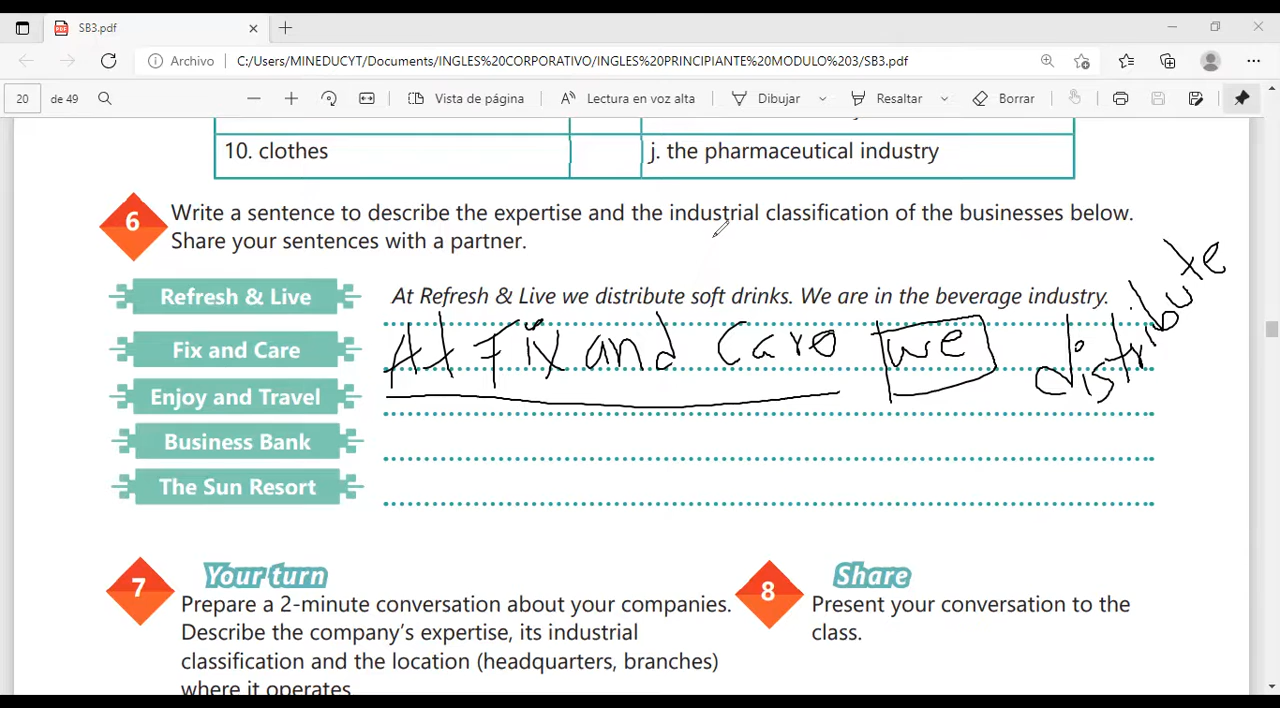 SB3.pdf
Archivo C:/Users/MINEDUCYT/Documents/INGLES%20CORPORATIVO/INGLES%20PRINCIPIANTE%20MODULO%203/SB3.pdf
20 de 49 Vista de página Lectura en voz alta Dibujar Resaltar Borrar
10. clothes j. the pharmaceutical industry
6 Write a sentence to describe the expertise and the industrial classification of the businesses below.
Share your sentences with a partner.
Refresh & Live At Refresh & Live we distribute soft drinks. We are in the beverage industry.
Fix and Care At Fix and Care we distribute
Enjoy and Travel
Business Bank
The Sun Resort
7 Your turn
Prepare a 2-minute conversation about your companies.
Describe the company's expertise, its industrial
classification and the location (headquarters, branches)
where it operates
8 Share
Present your conversation to the
class.